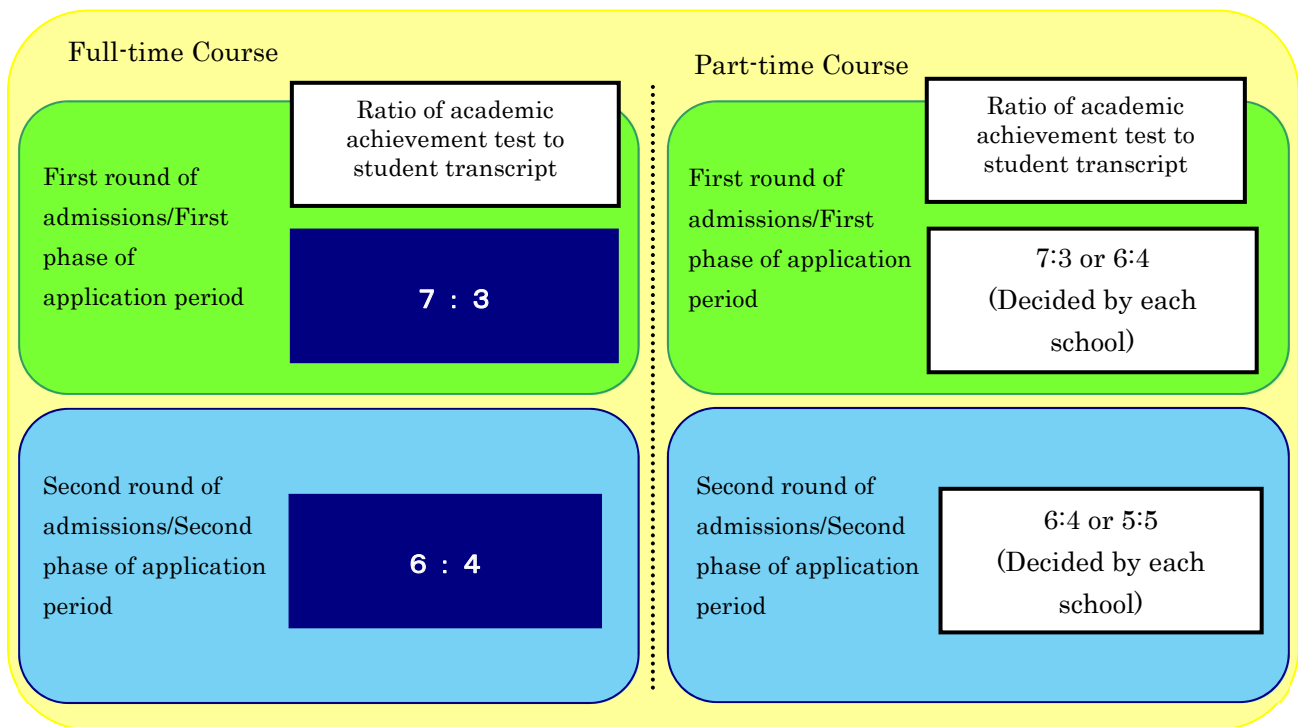 Full-time Course
Ratio of academic
achievement test to
student transcript
First round of
admissions/First
phase of
application period
7 : 3
Second round of
admissions/Second
phase of application
period
6 : 4
Part-time Course
Ratio of academic
achievement test to
student transcript
First round of
admissions/First
phase of application
period
7:3 or 6:4
(Decided by each
school)
Second round of
admissions/Second
phase of application
period
6:4 or 5:5
(Decided by each
school)